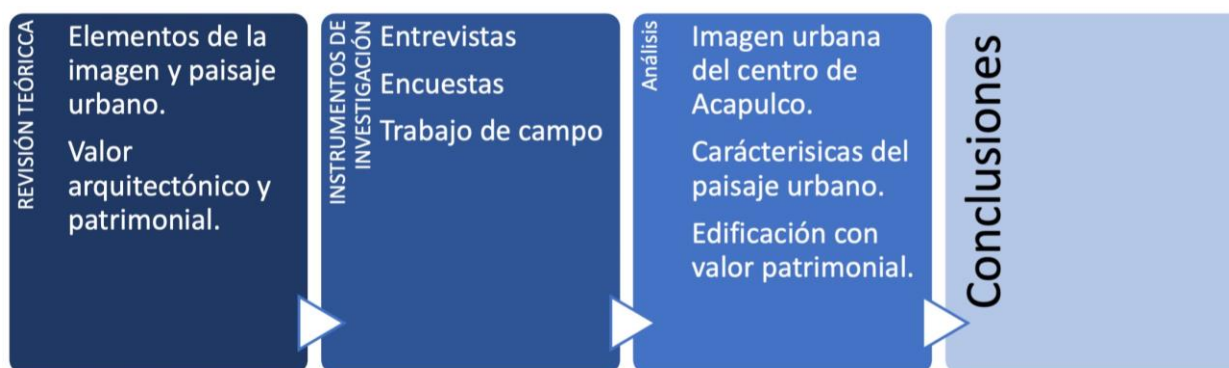 REVISIÓN TEÓRICCA
Elementos de la
imagen y paisaje
urbano.
Valor
arquitectónico y
patrimonial.
INSTRUMENTOS DE
INVESTIGACIÓN
Entrevistas
Encuestas
Trabajo de campo
Análisis
Imagen urbana
del centro de
Acapulco.
Carácterisicas del
paisaje urbano.
Edificación con
valor patrimonial.
Conclusiones